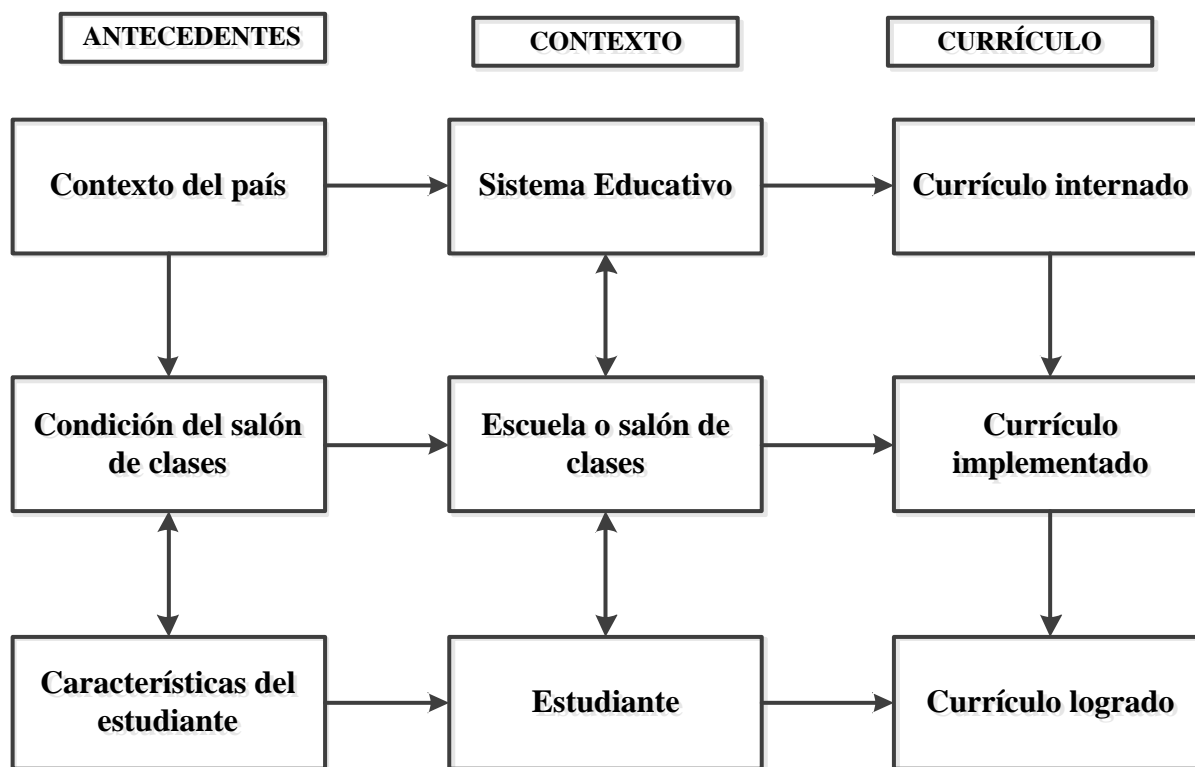 ANTECEDENTES
CONTEXTO
CURRÍCULO
Contexto del país
Sistema Educativo
Currículo internado
Condición del salón
de clases
Escuela o salón de
clases
Currículo
implementado
Características del
estudiante
Estudiante
Currículo logrado